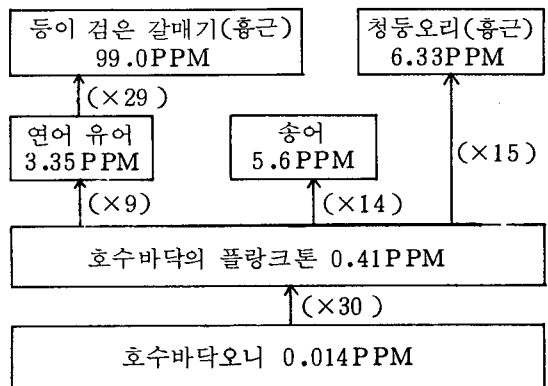 등이 검은 갈매기(흉근)
99.0PPM
청둥오리(흉근)
6.33PPM
(×29)
연어 유어
3.35PPM
송어
5.6PPM
(×15)
(×9)
(×14)
호수바닥의 플랑크톤 0.41PPM
(×30)
호수바닥오니 0.014PPM